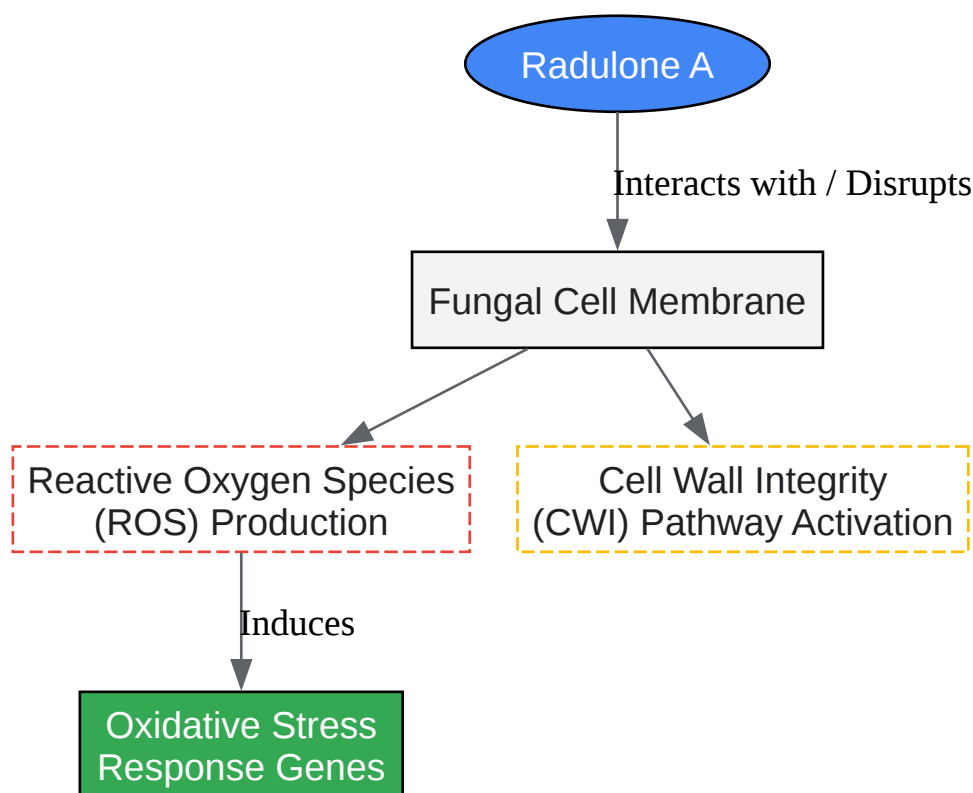 Radulone A
Interacts with / Disrupts
Fungal Cell Membrane
Reactive Oxygen Species
(ROS) Production
Cell Wall Integrity
(CWI) Pathway Activation
Induces
Oxidative Stress
Response Genes